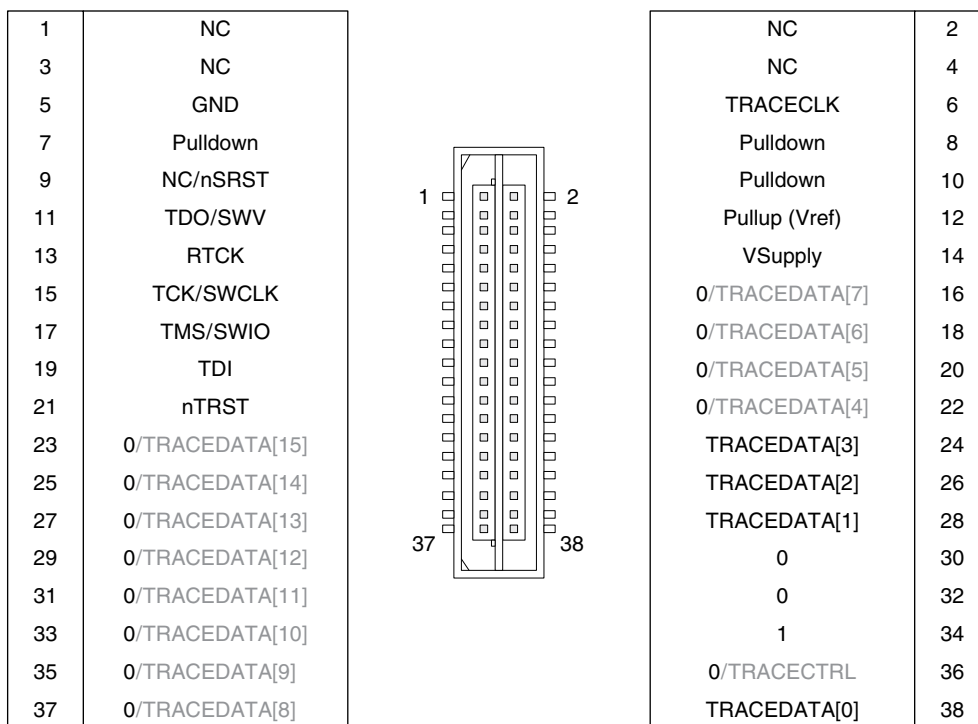 1 NC NC 2
3 NC NC 4
5 GND TRACECLK 6
7 Pulldown Pulldown 8
9 NC/nSRST Pulldown 10
1 2
11 TDO/SWV Pullup (Vref) 12
13 RTCK VSupply 14
15 TCK/SWCLK 0/TRACEDATA[7] 16
17 TMS/SWIO 0/TRACEDATA[6] 18
19 TDI 0/TRACEDATA[5] 20
21 nTRST 0/TRACEDATA[4] 22
23 0/TRACEDATA[15] TRACEDATA[3] 24
25 0/TRACEDATA[14] TRACEDATA[2] 26
27 0/TRACEDATA[13] TRACEDATA[1] 28
37 38
29 0/TRACEDATA[12] 0 30
31 0/TRACEDATA[11] 0 32
33 0/TRACEDATA[10] 1 34
35 0/TRACEDATA[9] 0/TRACECTRL 36
37 0/TRACEDATA[8] TRACEDATA[0] 38